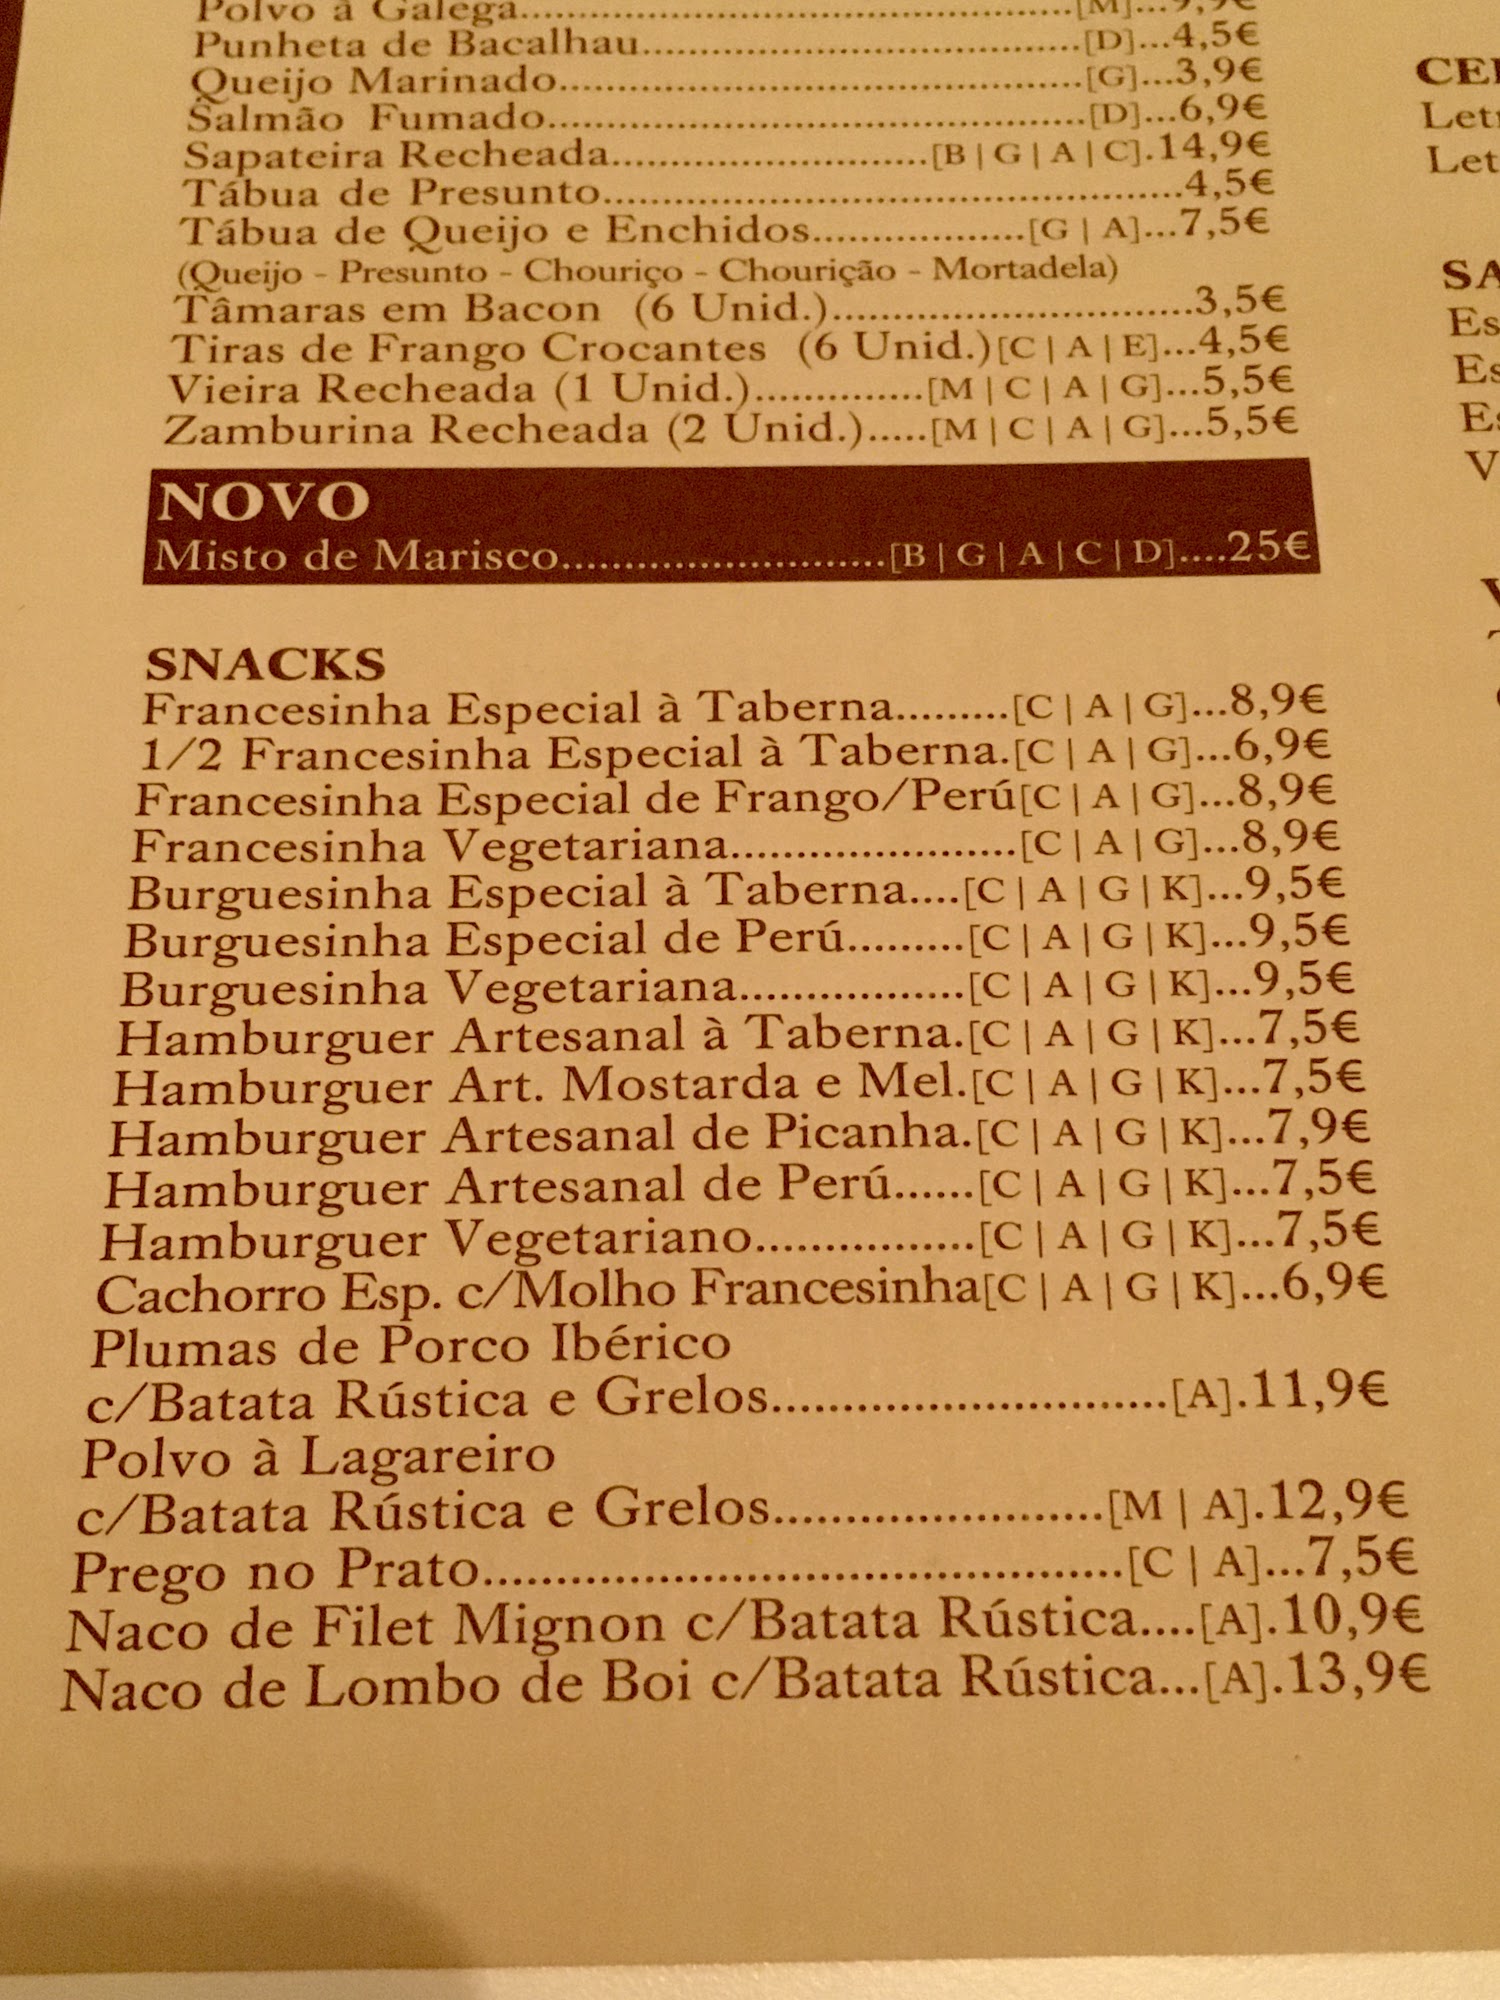 Polvo à Galega..............................................[M]...9,9€
Punheta de Bacalhau....................................[D]...4,5€
Queijo Marinado...........................................[G]...3,9€
Salmão Fumado............................................[D]...6,9€
Sapateira Recheada..........................[B | G | A | C].14,9€
Tábua de Presunto................................................4,5€
Tábua de Queijo e Enchidos.................[G | A]...7,5€
(Queijo - Presunto - Chouriço - Chourição - Mortadela)
Tâmaras em Bacon (6 Unid.)..............................3,5€
Tiras de Frango Crocantes (6 Unid.)[C | A | E]...4,5€
Vieira Recheada (1 Unid.)..............[M | C | A | G]...5,5€
Zamburina Recheada (2 Unid.).....[M | C | A | G]...5,5€
NOVO
Misto de Marisco..........................[B | G | A | C | D]....25€
SNACKS
Francesinha Especial à Taberna.........[C | A | G]...8,9€
1/2 Francesinha Especial à Taberna.[C | A | G]...6,9€
Francesinha Especial de Frango/Perú[C | A | G]...8,9€
Francesinha Vegetariana......................[C | A | G]...8,9€
Burguesinha Especial à Taberna....[C | A | G | K]...9,5€
Burguesinha Especial de Perú.........[C | A | G | K]...9,5€
Burguesinha Vegetariana.................[C | A | G | K]...9,5€
Hamburguer Artesanal à Taberna.[C | A | G | K]...7,5€
Hamburguer Art. Mostarda e Mel.[C | A | G | K]...7,5€
Hamburguer Artesanal de Picanha.[C | A | G | K]...7,9€
Hamburguer Artesanal de Perú......[C | A | G | K]...7,5€
Hamburguer Vegetariano................[C | A | G | K]...7,5€
Cachorro Esp. c/Molho Francesinha[C | A | G | K]...6,9€
Plumas de Porco Ibérico
c/Batata Rústica e Grelos............................[A].11,9€
Polvo à Lagareiro
c/Batata Rústica e Grelos.......................[M | A].12,9€
Prego no Prato.............................................[C | A]...7,5€
Naco de Filet Mignon c/Batata Rústica....[A].10,9€
Naco de Lombo de Boi c/Batata Rústica...[A].13,9€